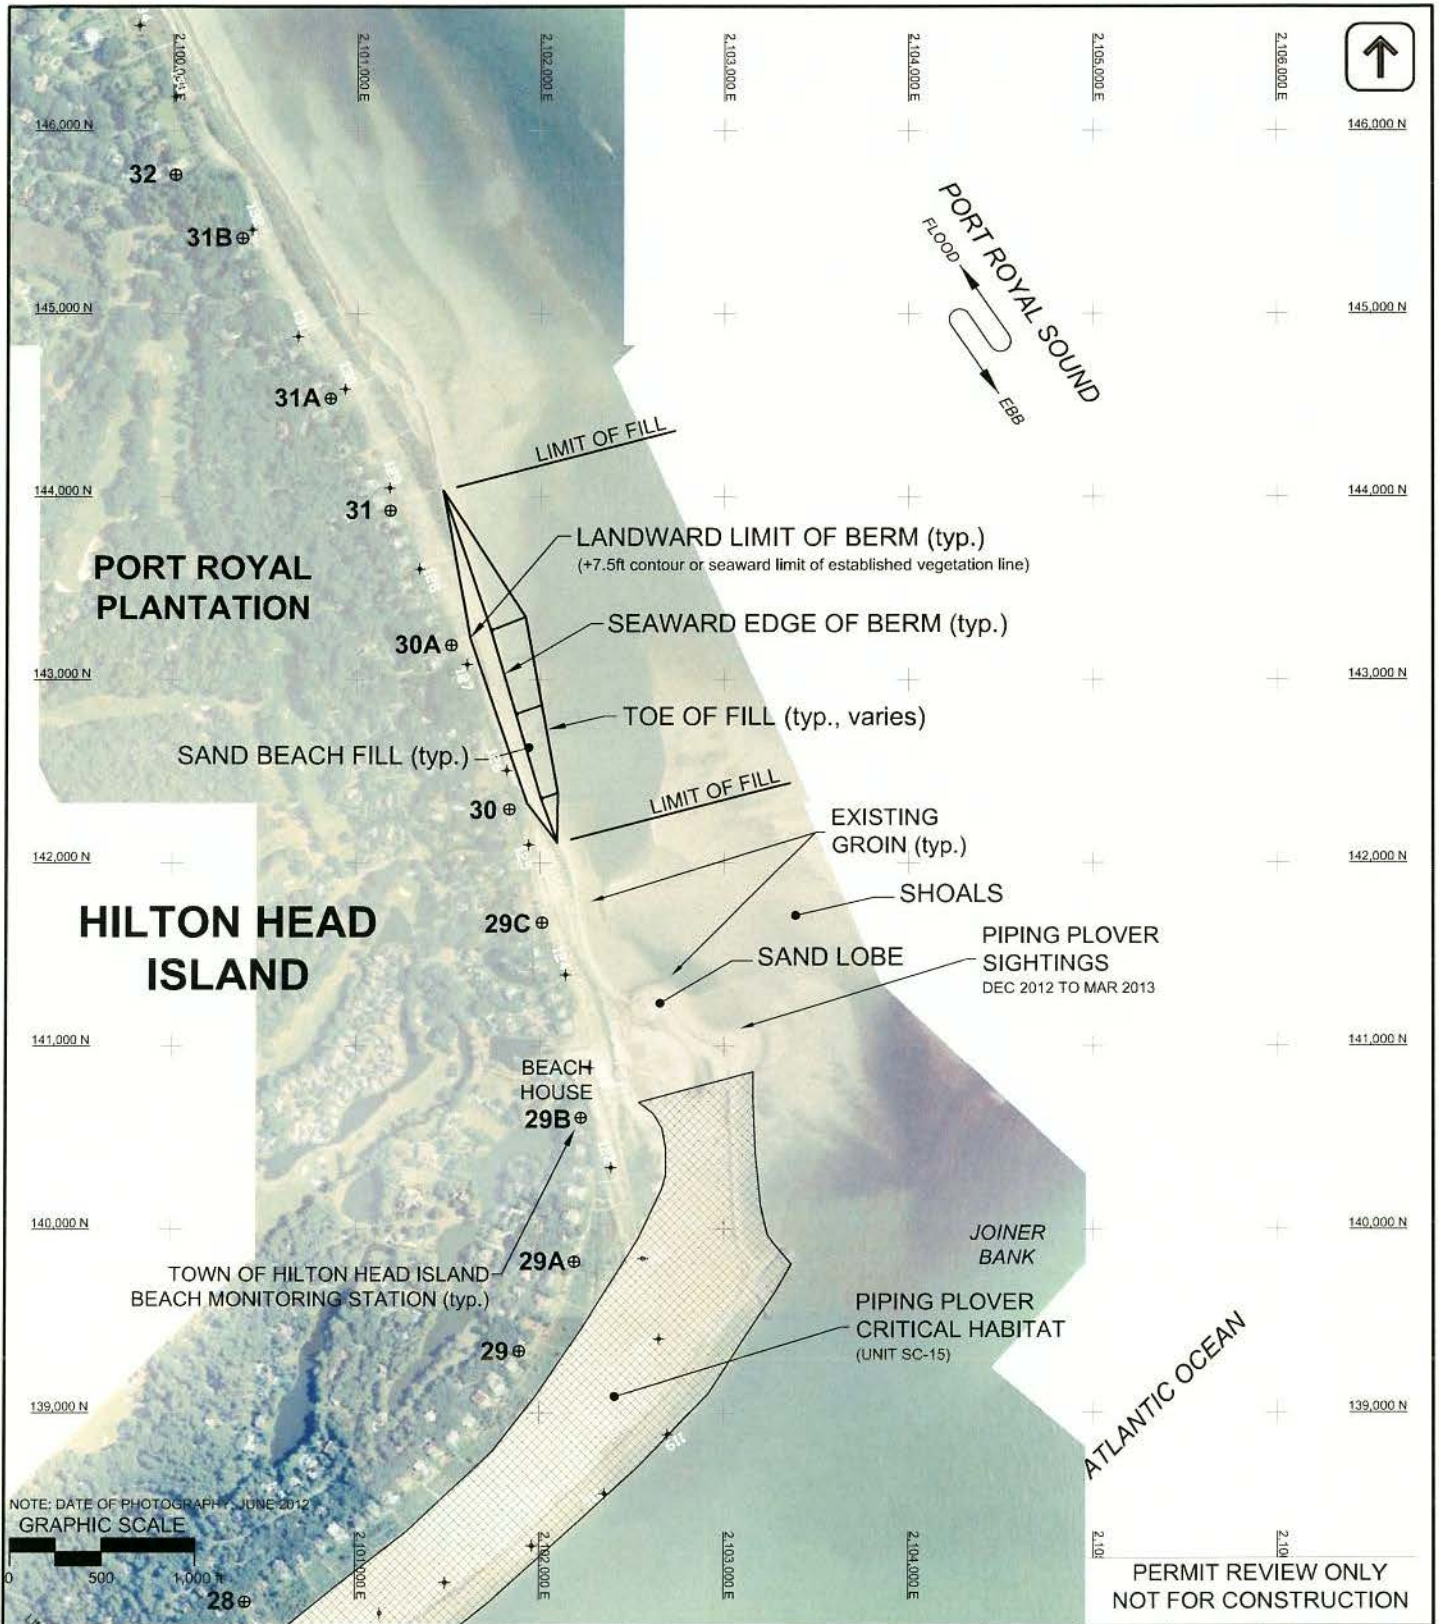 2,101,000 E
2,102,000 E
2,103,000 E
2,104,000 E
2,105,000 E
2,106,000 E
146,000 N
146,000 N
32
31B
PORT ROYAL SOUND
FLOOD
EBB
145,000 N
145,000 N
31A
LIMIT OF FILL
144,000 N
144,000 N
31
LANDWARD LIMIT OF BERM (typ.)
(+7.5ft contour or seaward limit of established vegetation line)
PORT ROYAL
PLANTATION
SEAWARD EDGE OF BERM (typ.)
30A
187
143,000 N
143,000 N
TOE OF FILL (typ., varies)
SAND BEACH FILL (typ.)
LIMIT OF FILL
30
EXISTING
GROIN (typ.)
142,000 N
142,000 N
SHOALS
HILTON HEAD
ISLAND
29C
SAND LOBE
PIPING PLOVER
SIGHTINGS
DEC 2012 TO MAR 2013
141,000 N
141,000 N
BEACH
HOUSE
29B
140,000 N
140,000 N
JOINER
BANK
29A
TOWN OF HILTON HEAD ISLAND
BEACH MONITORING STATION (typ.)
PIPING PLOVER
CRITICAL HABITAT
(UNIT SC-15)
29
ATLANTIC OCEAN
139,000 N
139,000 N
119
NOTE: DATE OF PHOTOGRAPHY, JUNE 2012
GRAPHIC SCALE
0 500 1,000 ft
28
2,101,000 E
2,102,000 E
2,103,000 E
2,104,000 E
PERMIT REVIEW ONLY
NOT FOR CONSTRUCTION